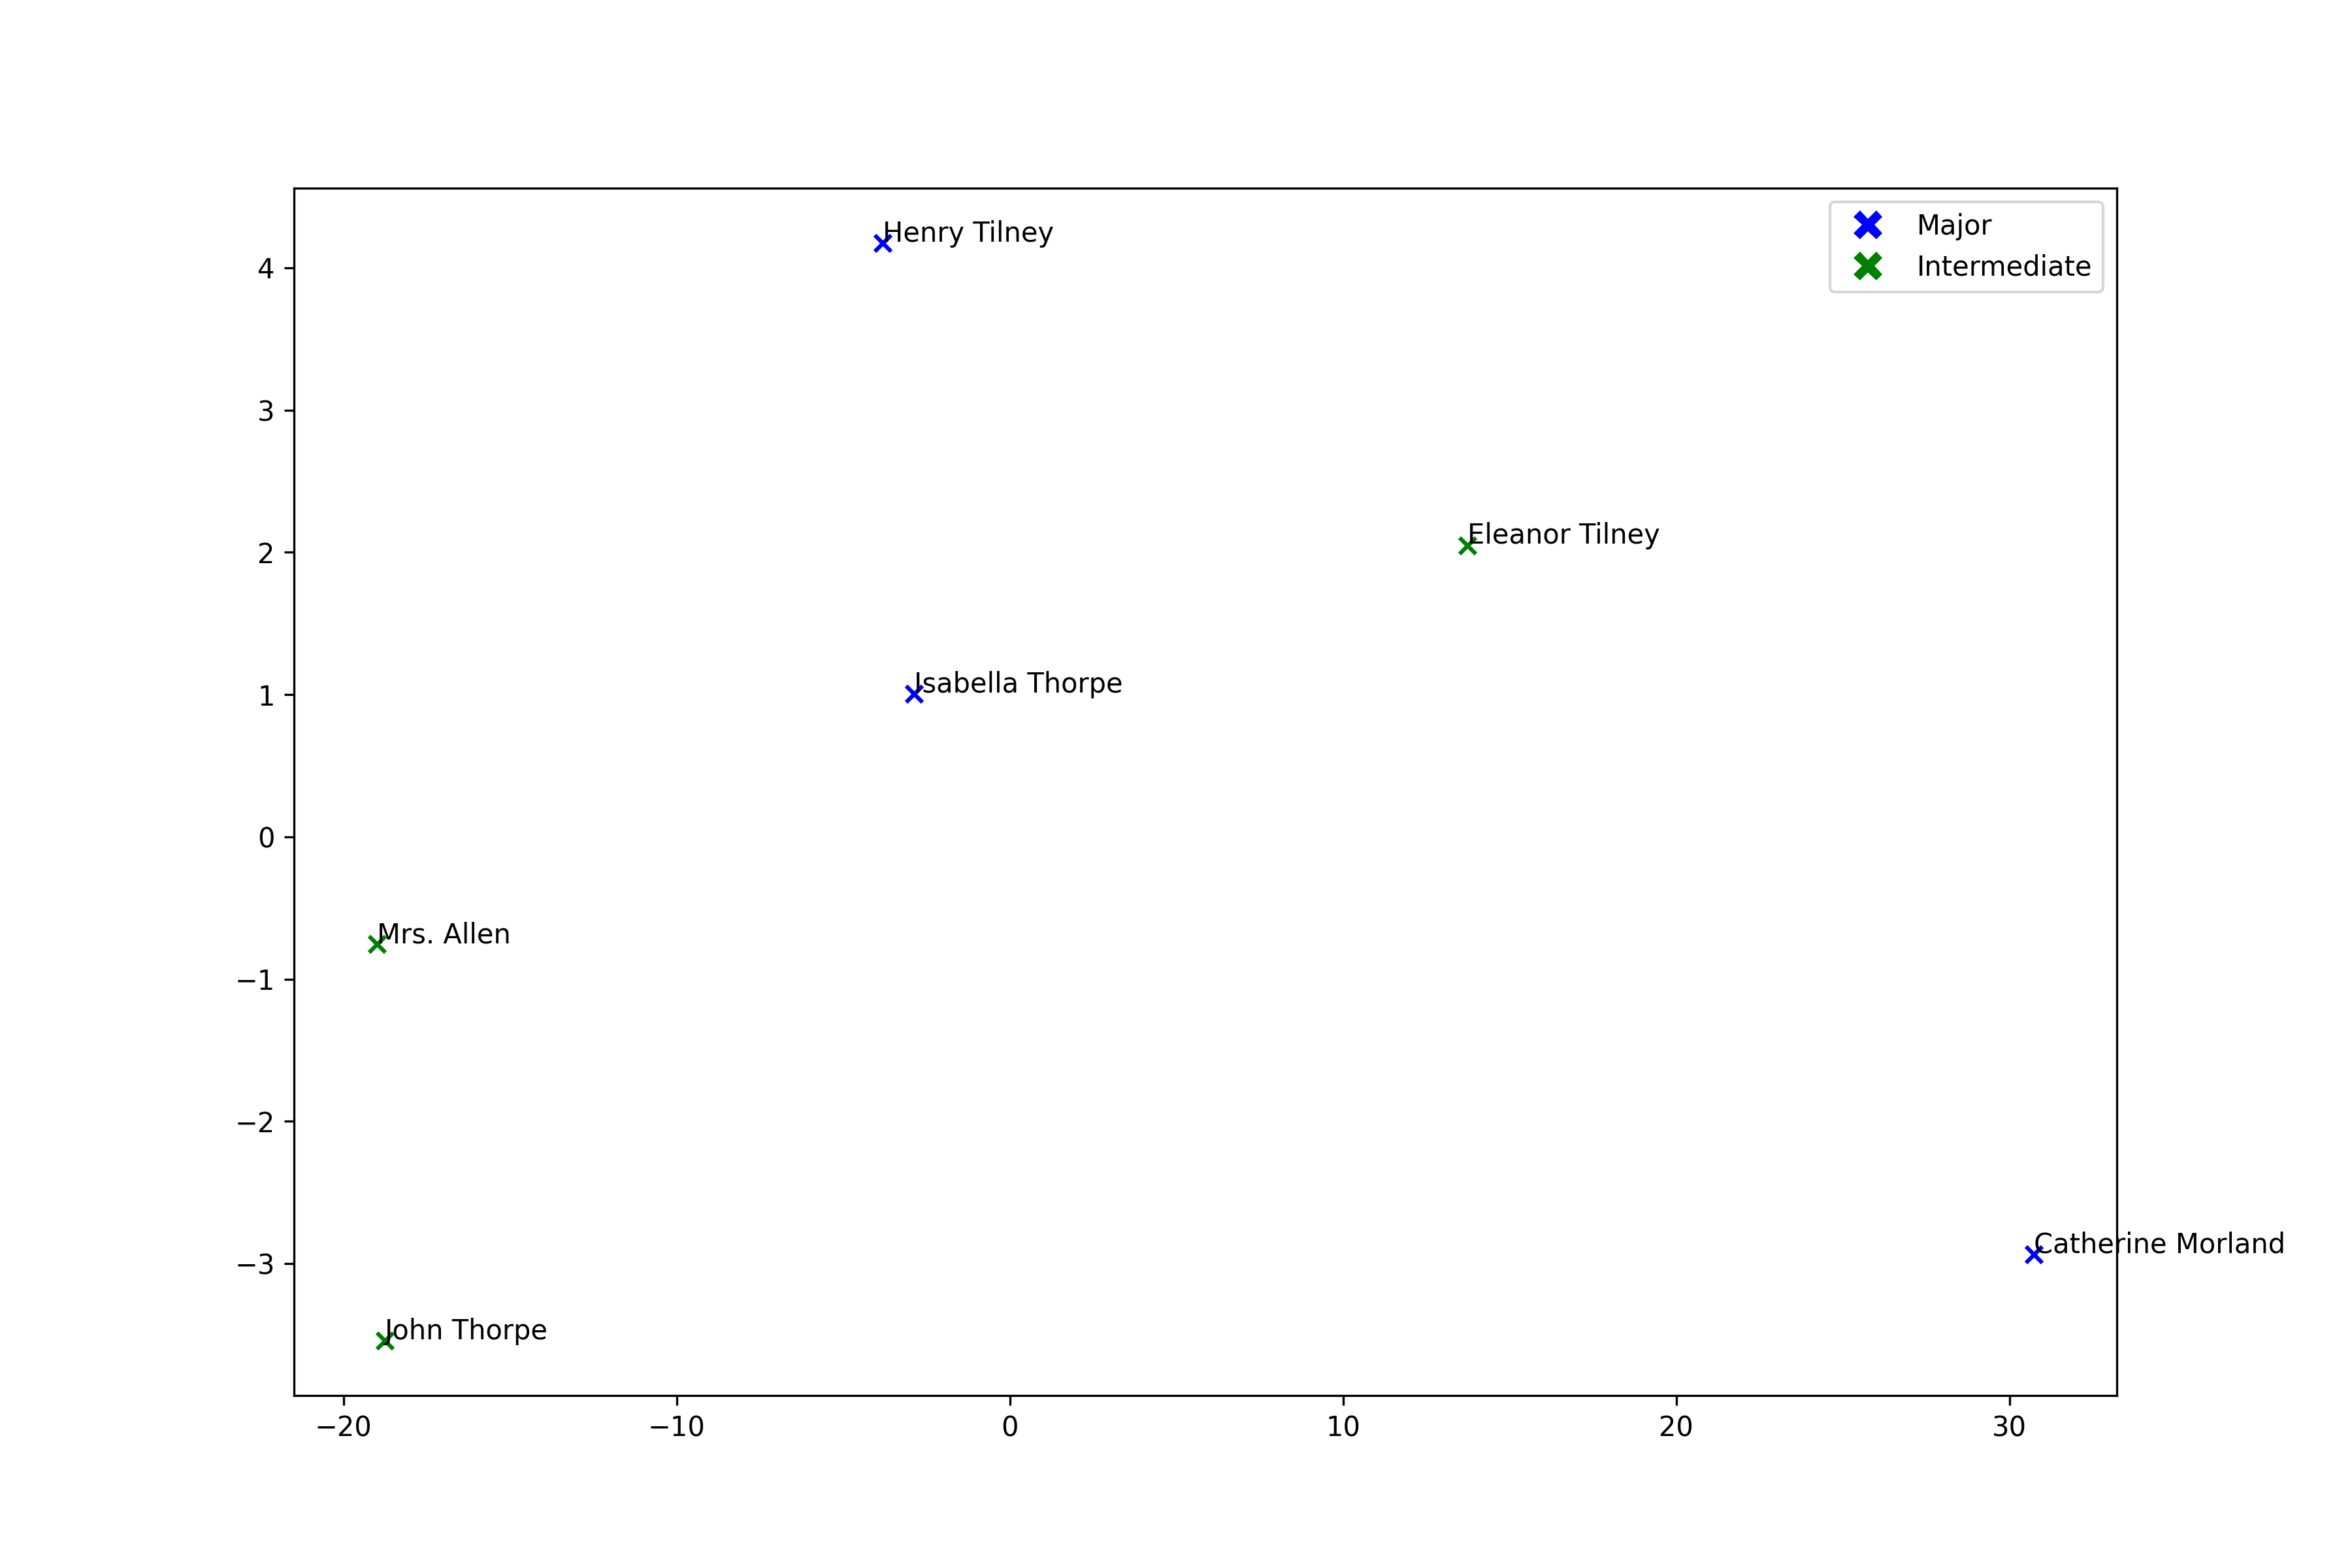 Henry Tilney
Major
Intermediate
4
3
Eleanor Tilney
2
Isabella Thorpe
1
0
Mrs. Allen
−1
−2
Catherine Morland
−3
John Thorpe
−20 −10 0 10 20 30